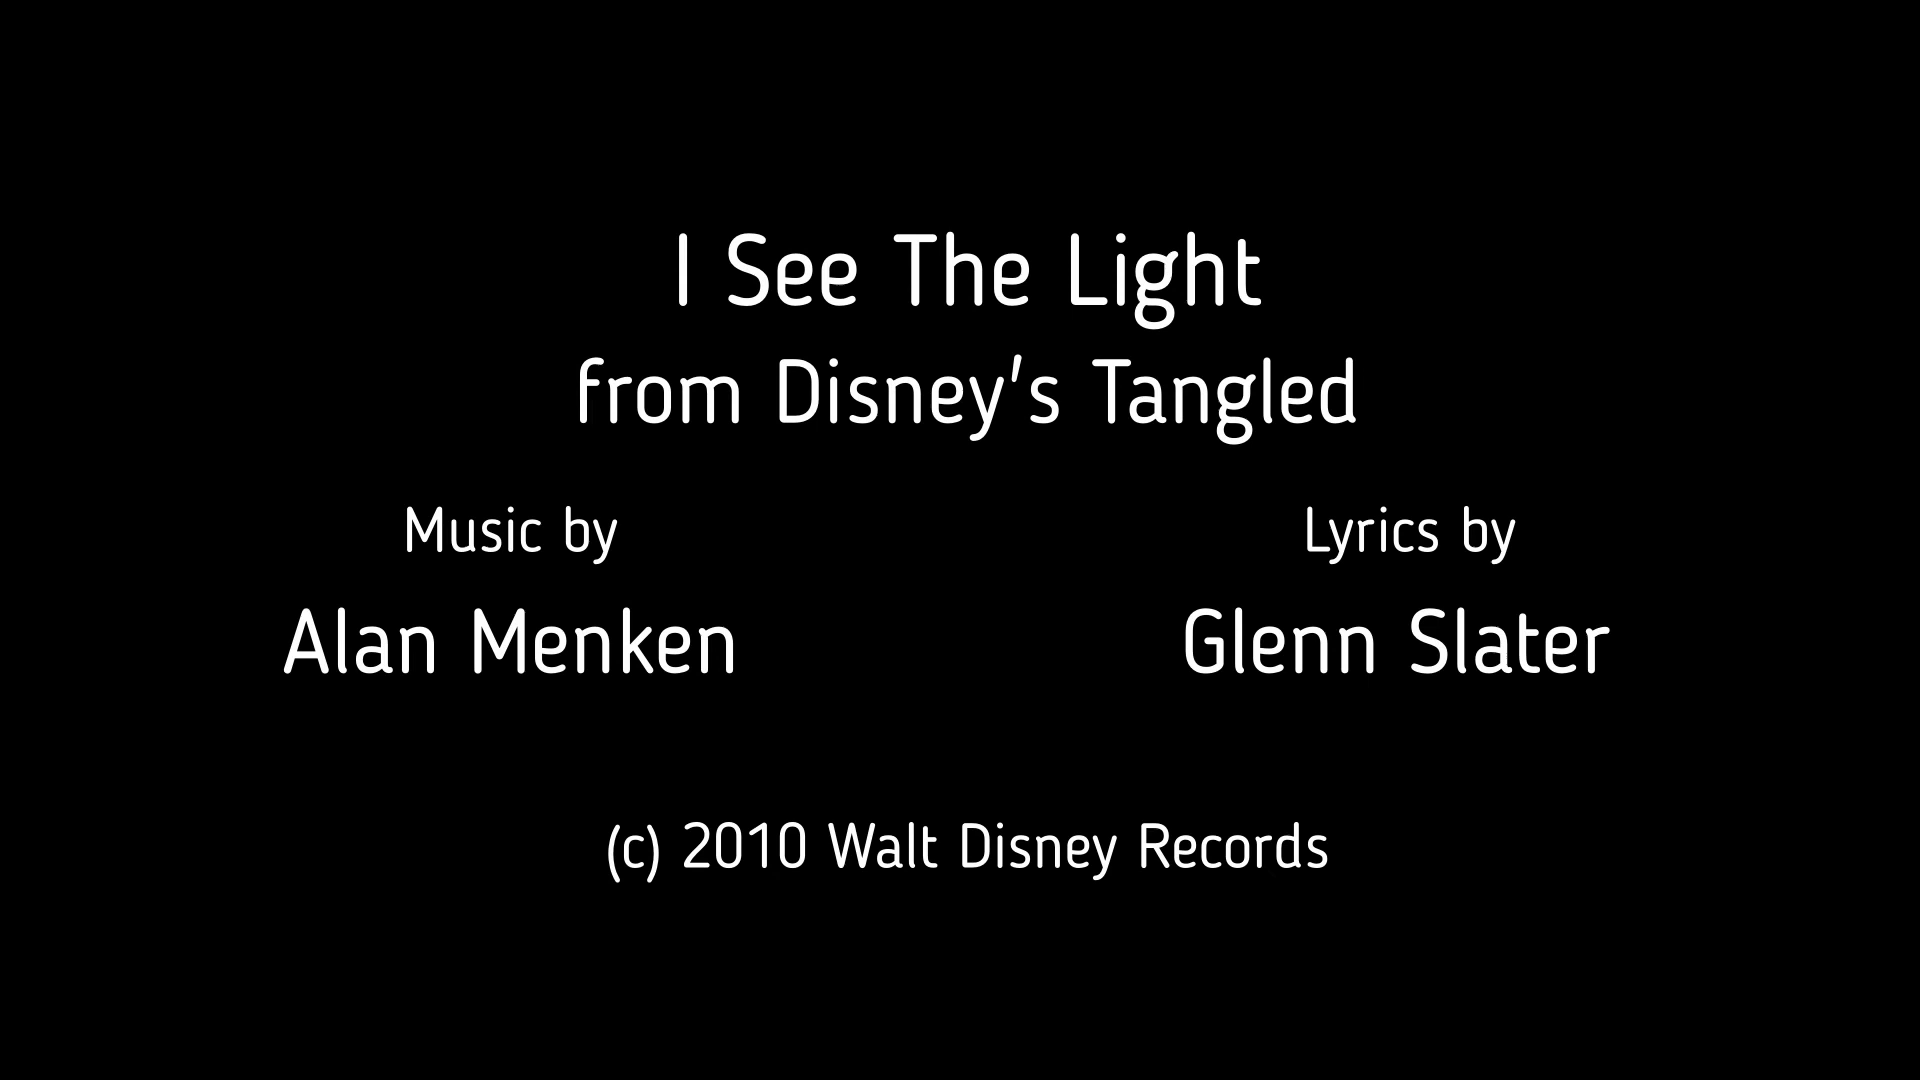 I See The Light
from Disney's Tangled
Music by
Alan Menken
Lyrics by
Glenn Slater
(c) 2010 Walt Disney Records